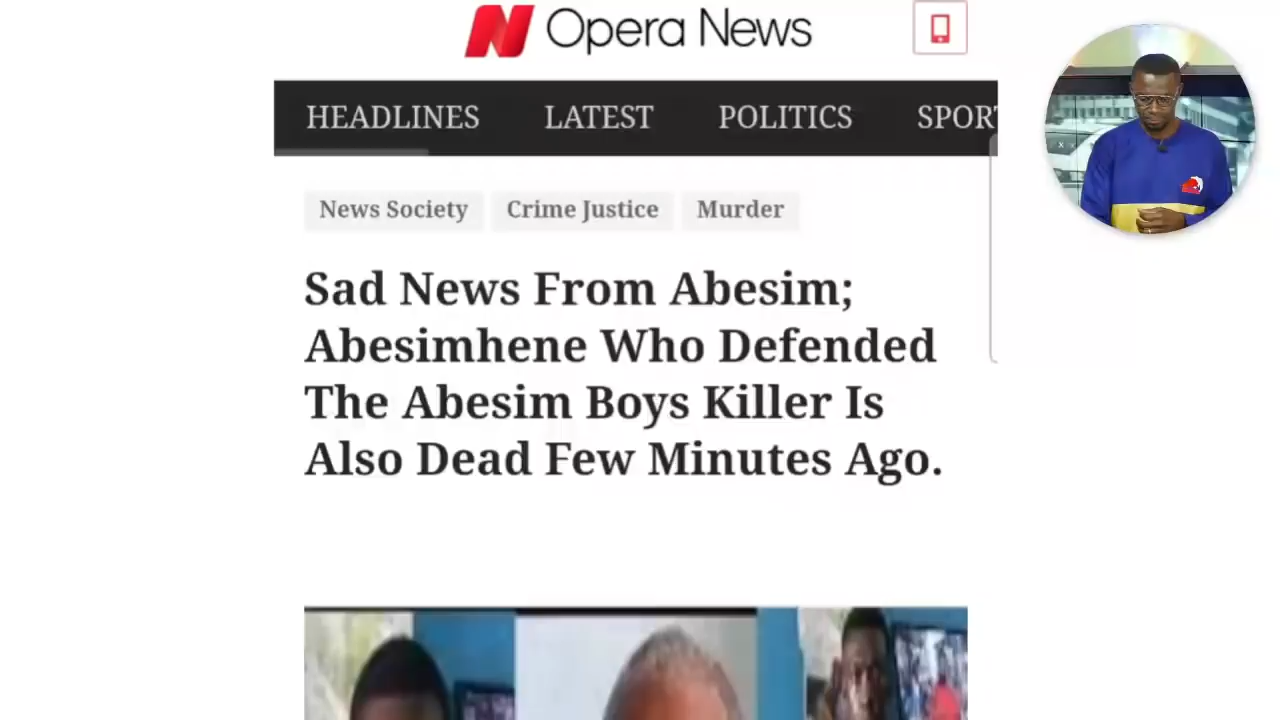 Opera News
HEADLINES LATEST POLITICS SPORT
News Society Crime Justice Murder
Sad News From Abesim;
Abesimhene Who Defended
The Abesim Boys Killer Is
Also Dead Few Minutes Ago.